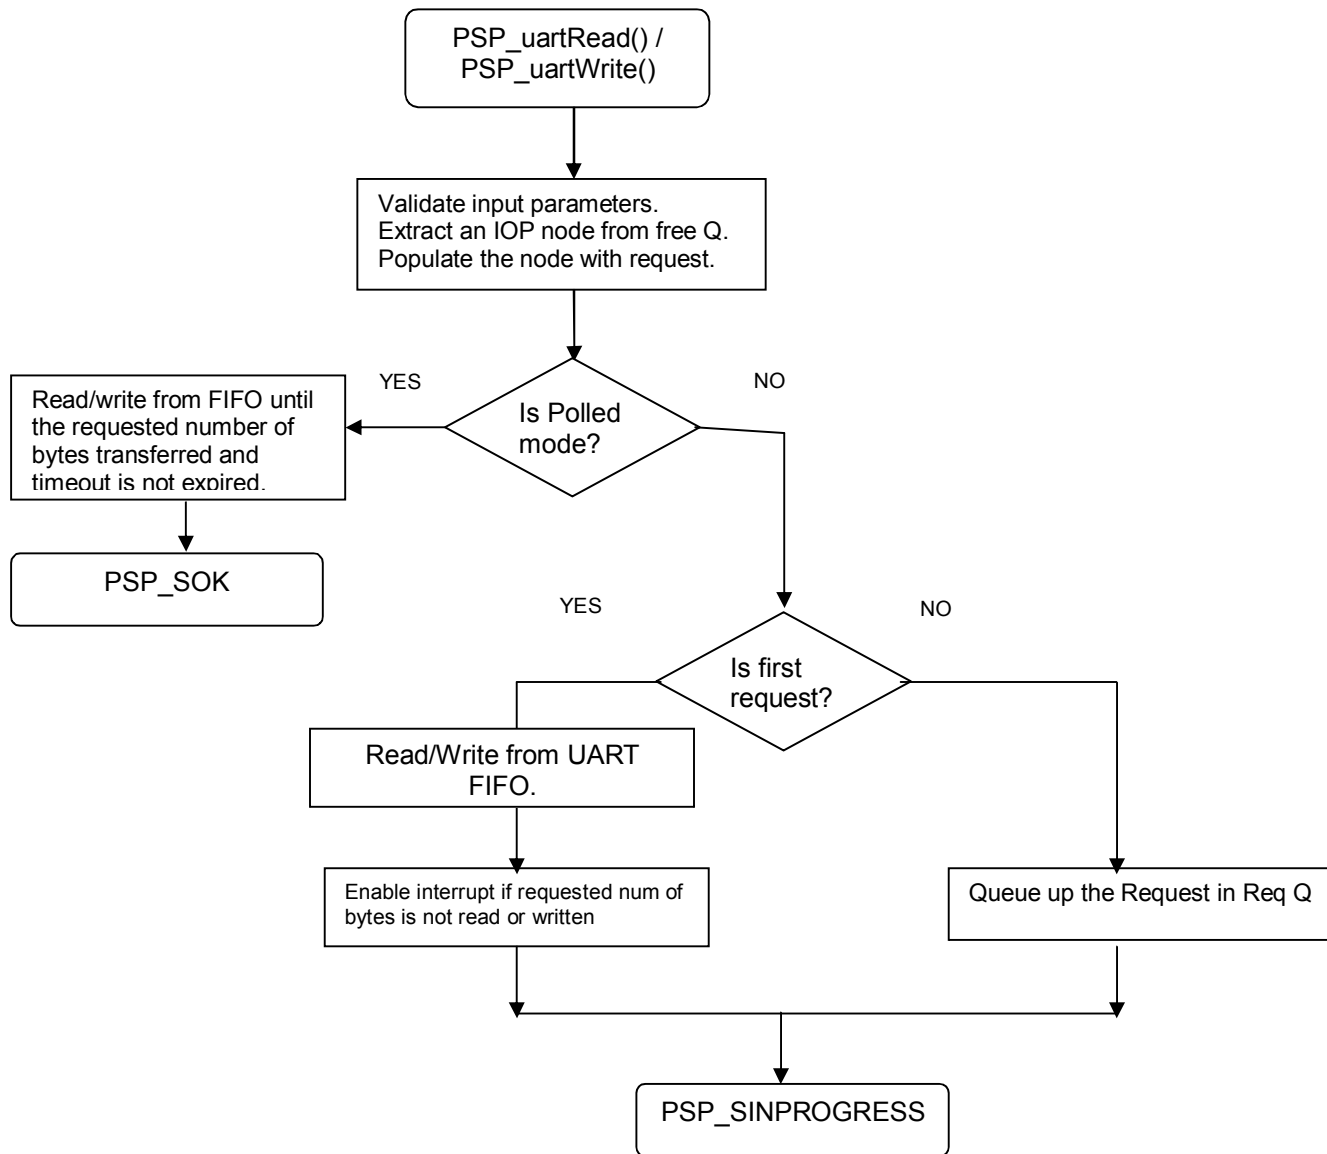 PSP_uartRead() /
PSP_uartWrite()
Validate input parameters.
Extract an IOP node from free Q.
Populate the node with request.
YES
NO
Is Polled
mode?
Read/write from FIFO until
the requested number of
bytes transferred and
timeout is not expired.
PSP_SOK
YES
NO
Is first
request?
Read/Write from UART
FIFO.
Enable interrupt if requested num of
bytes is not read or written
Queue up the Request in Req Q
PSP_SINPROGRESS